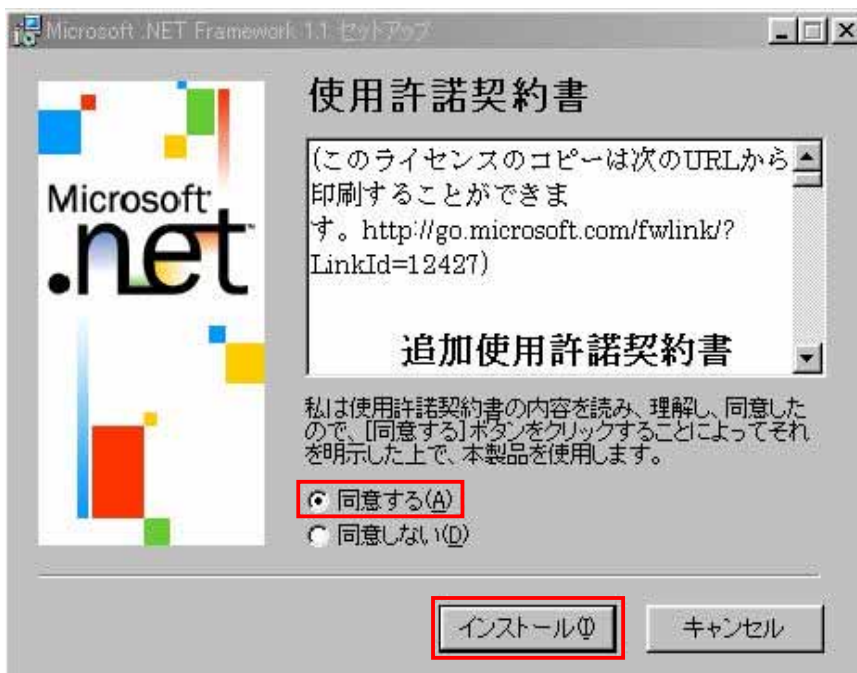 Microsoft .NET Framework 1.1 セットアップ
使用許諾契約書
(このライセンスのコピーは次のURLから
印刷することができま
す。http://go.microsoft.com/fwlink/?
LinkId=12427)
追加使用許諾契約書
Microsoft
.net
私は使用許諾契約書の内容を読み、理解し、同意した
ので、[同意する]ボタンをクリックすることによってそれ
を明示した上で、本製品を使用します。
同意する(A)
同意しない(D)
インストール(I)
キャンセル